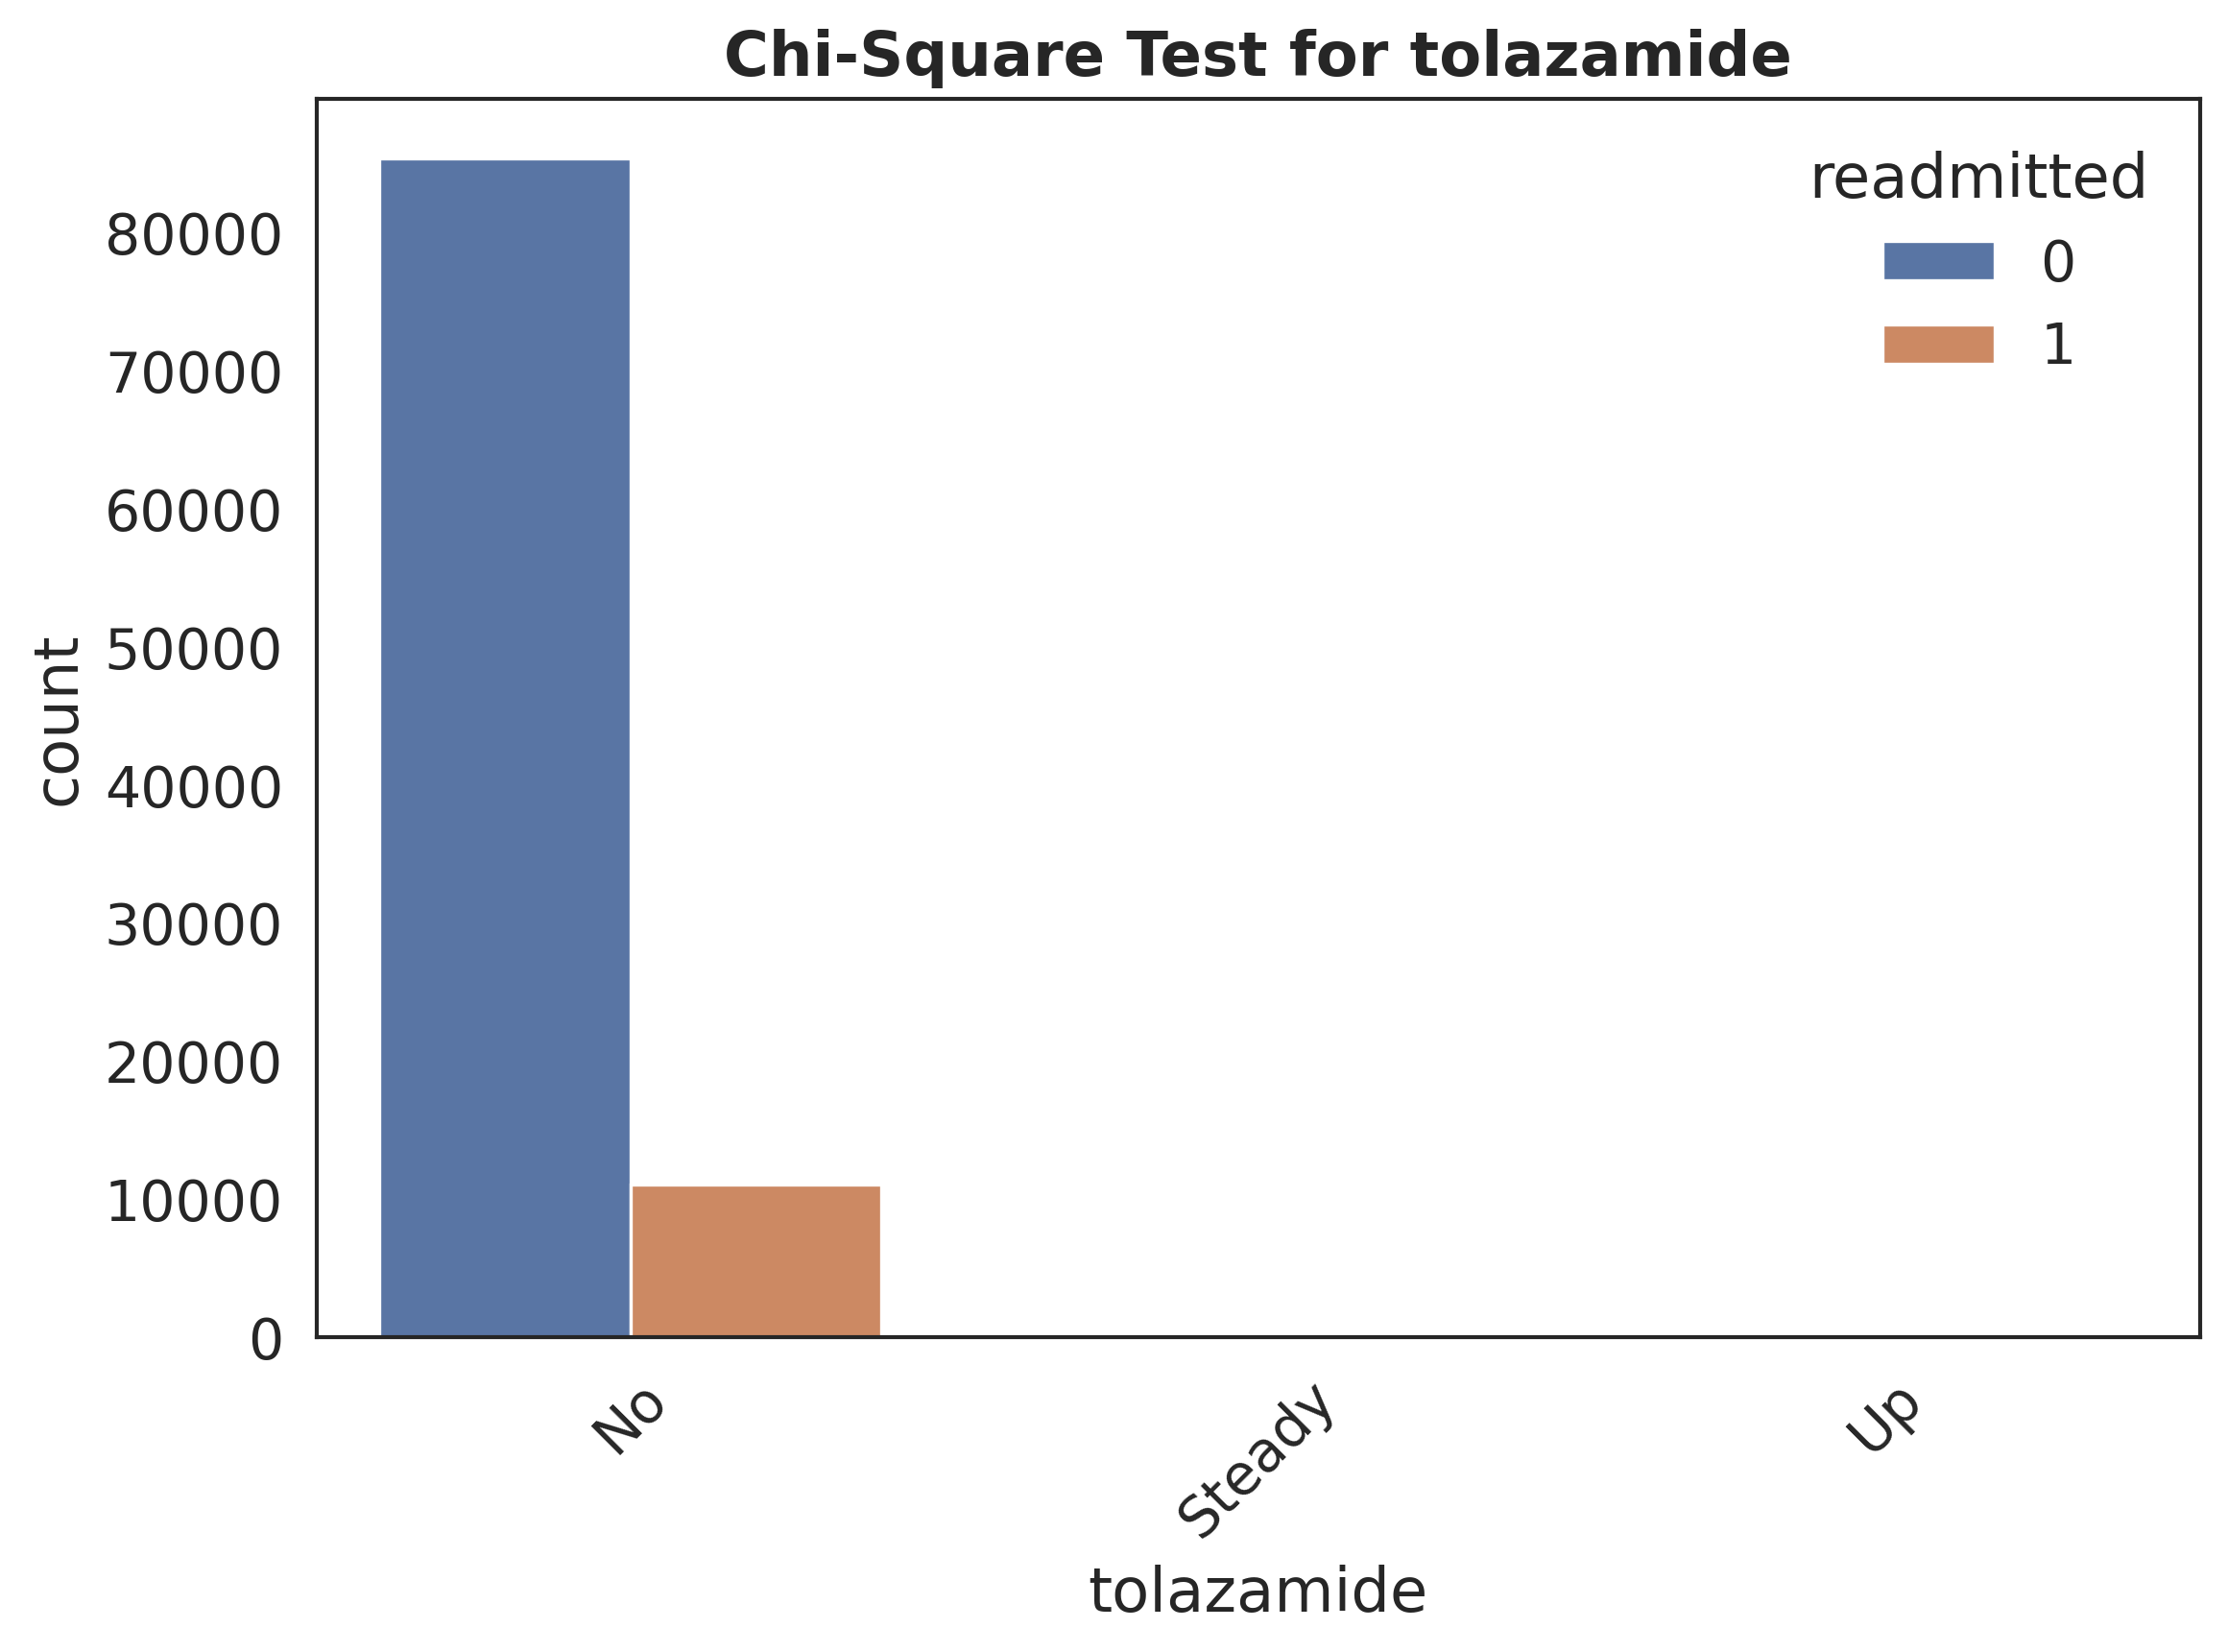 Chi-Square Test for tolazamide
readmitted
0
1
count
80000
70000
60000
50000
40000
30000
20000
10000
0
No
Steady
Up
tolazamide